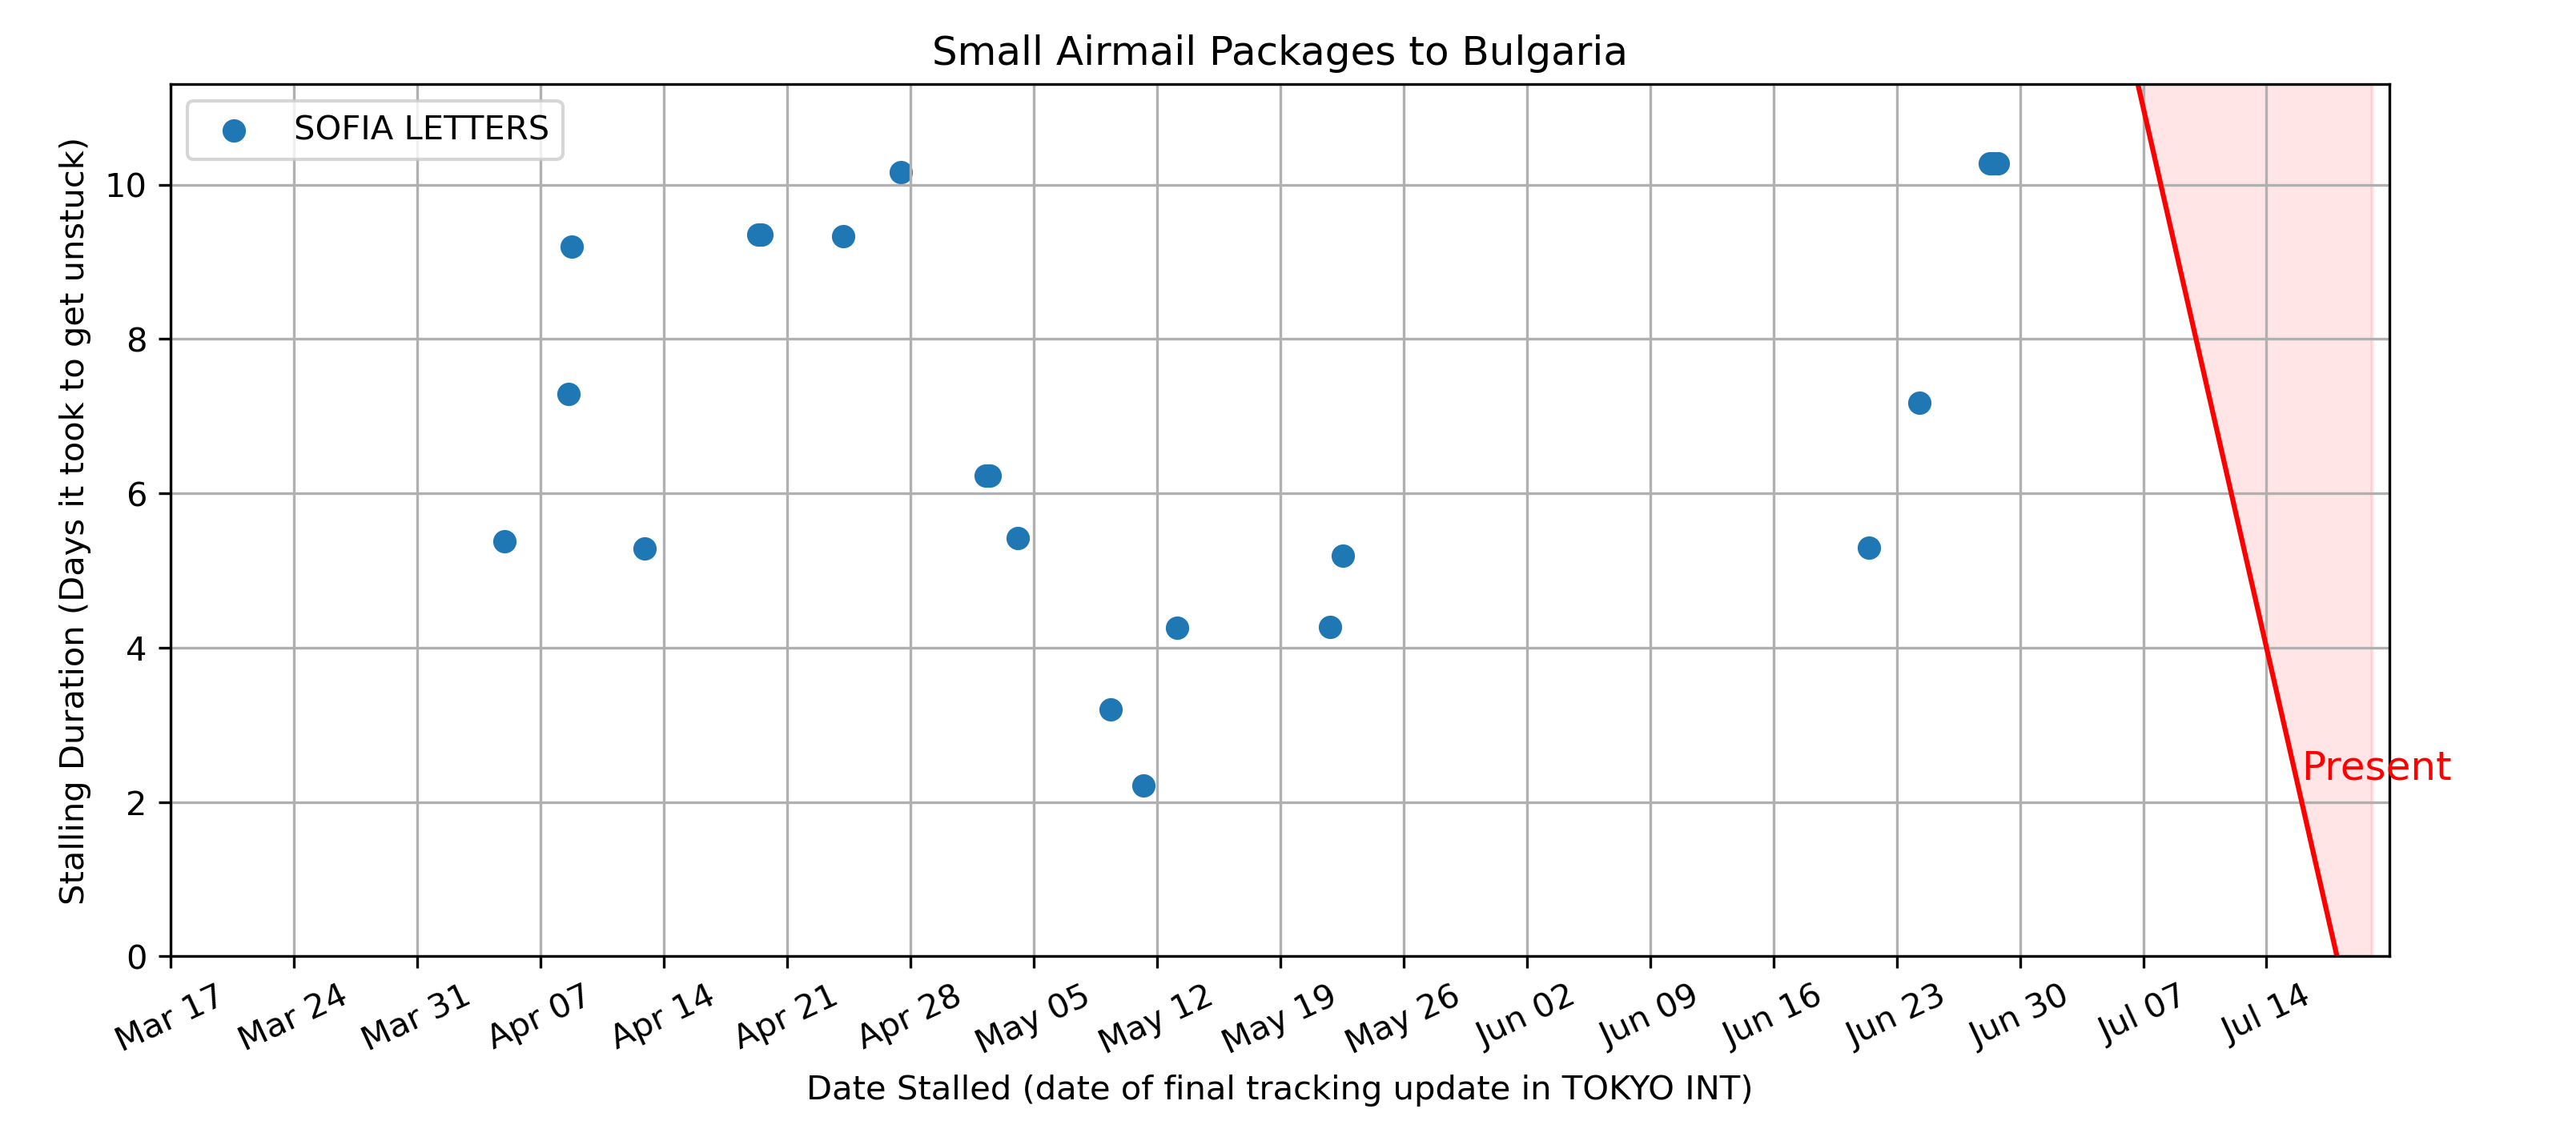 Small Airmail Packages to Bulgaria
SOFIA LETTERS
Stalling Duration (Days it took to get unstuck)
10
8
6
4
2
0
Present
Mar 17
Mar 24
Mar 31
Apr 07
Apr 14
Apr 21
Apr 28
May 05
May 12
May 19
May 26
Jun 02
Jun 09
Jun 16
Jun 23
Jun 30
Jul 07
Jul 14
Date Stalled (date of final tracking update in TOKYO INT)